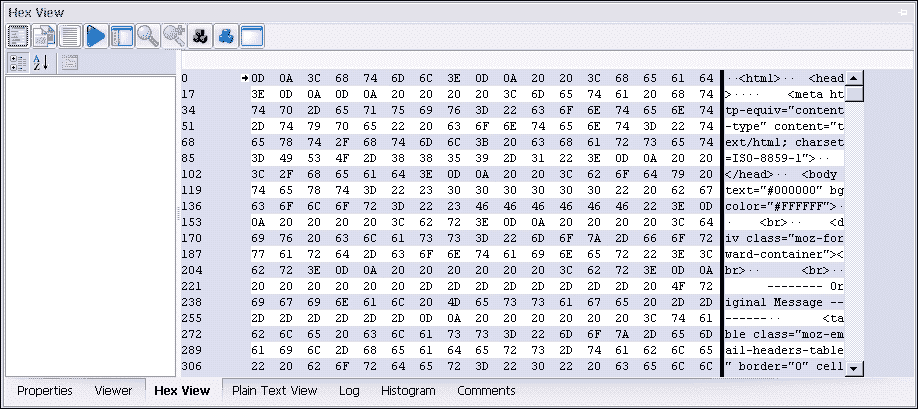 Hex View
0 0D 0A 3C 68 74 6D 6C 3E 0D 0A 20 20 3C 68 65 61 64 ··<html>··  <head
17 3E 0D 0A 0D 0A 20 20 20 20 3C 6D 65 74 61 20 68 74 >····    <meta ht
34 74 70 2D 65 71 75 69 76 3D 22 63 6F 6E 74 65 6E 74 tp-equiv="content
51 2D 74 79 70 65 22 20 63 6F 6E 74 65 6E 74 3D 22 74 -type" content="t
68 65 78 74 2F 68 74 6D 6C 3B 20 63 68 61 72 73 65 74 ext/html; charset
85 3D 49 53 4F 2D 38 38 35 39 2D 31 22 3E 0D 0A 20 20 =ISO-8859-1">··
102 3C 2F 68 65 61 64 3E 0D 0A 20 20 3C 62 6F 64 79 20 </head>··  <body
119 74 65 78 74 3D 22 23 30 30 30 30 30 30 22 20 62 67 text="#000000" bg
136 63 6F 6C 6F 72 3D 22 23 46 46 46 46 46 46 22 3E 0D color="#FFFFFF">·
153 0A 20 20 20 20 3C 62 72 3E 0D 0A 20 20 20 20 3C 64 ·    <br>··    <d
170 69 76 20 63 6C 61 73 73 3D 22 6D 6F 7A 2D 66 6F 72 iv class="moz-for
187 77 61 72 64 2D 63 6F 6E 74 61 69 6E 65 72 22 3E 3C ward-container"><
204 62 72 3E 0D 0A 20 20 20 20 20 20 3C 62 72 3E 0D 0A br>··      <br>··
221 20 20 20 20 20 20 2D 2D 2D 2D 2D 2D 2D 2D 20 4F 72       -------- Or
238 69 67 69 6E 61 6C 20 4D 65 73 73 61 67 65 20 2D 2D iginal Message --
255 2D 2D 2D 2D 2D 2D 0D 0A 20 20 20 20 20 20 3C 74 61 ------··      <ta
272 62 6C 65 20 63 6C 61 73 73 3D 22 6D 6F 7A 2D 65 6D ble class="moz-em
289 61 69 6C 2D 68 65 61 64 65 72 73 2D 74 61 62 6C 65 ail-headers-table
306 22 20 62 6F 72 64 65 72 3D 22 30 22 20 63 65 6C 6C " border="0" cell
Properties Viewer Hex View Plain Text View Log Histogram Comments